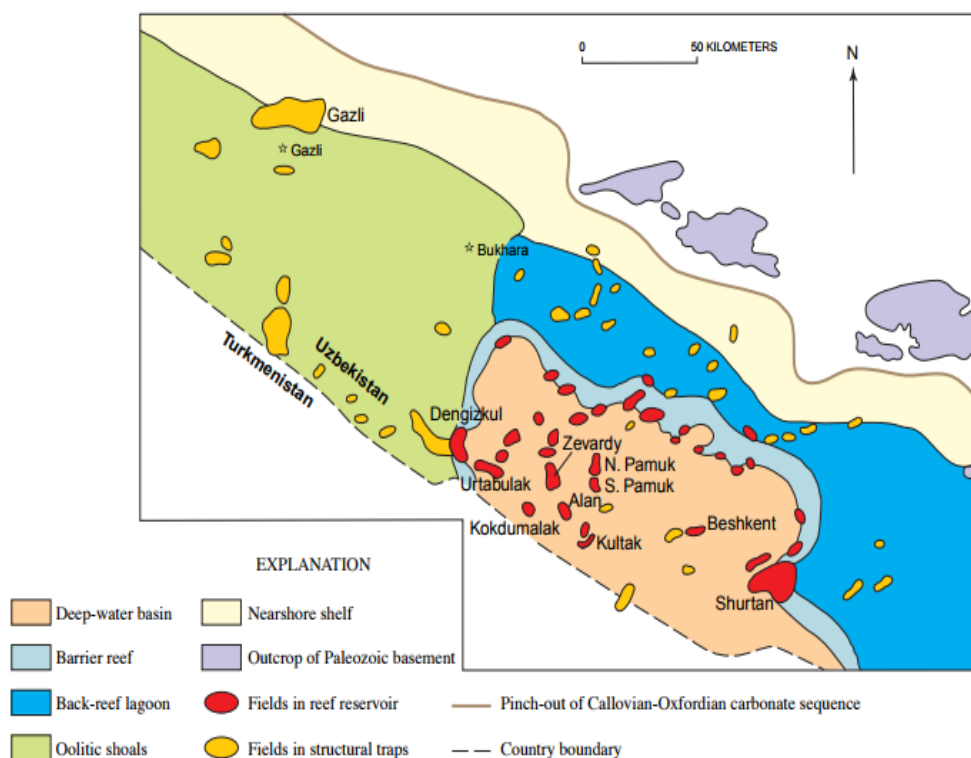 0 50 KILOMETERS
N
Gazli
☆ Gazli
☆ Bukhara
Turkmenistan
Uzbekistan
Dengizkul
Zevardy
N. Pamuk
S. Pamuk
Urtabulak
Alan
Kokdumalak
Kultak
Beshkent
Shurtan
EXPLANATION
Deep-water basin
Barrier reef
Back-reef lagoon
Oolitic shoals
Nearshore shelf
Outcrop of Paleozoic basement
Fields in reef reservoir
Fields in structural traps
Pinch-out of Callovian-Oxfordian carbonate sequence
Country boundary